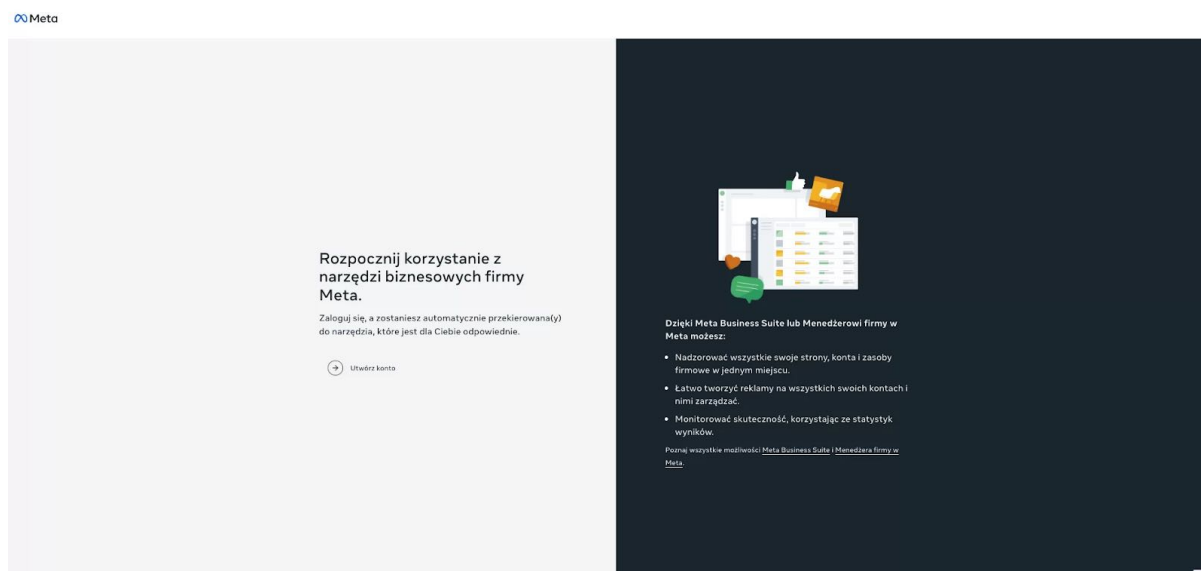 Meta
Rozpocznij korzystanie z
narzędzi biznesowych firmy
Meta.
Zaloguj się, a zostaniesz automatycznie przekierowana(y)
do narzędzia, które jest dla Ciebie odpowiednie.
Utwórz konto
Dzięki Meta Business Suite lub Menedżerowi firmy w
Meta możesz:
• Nadzorować wszystkie swoje strony, konta i zasoby
firmowe w jednym miejscu.
• Łatwo tworzyć reklamy na wszystkich swoich kontach i
nimi zarządzać.
• Monitorować skuteczność, korzystając ze statystyk
wyników.
Poznaj wszystkie możliwości Meta Business Suite i Menedżera firmy w
Meta.